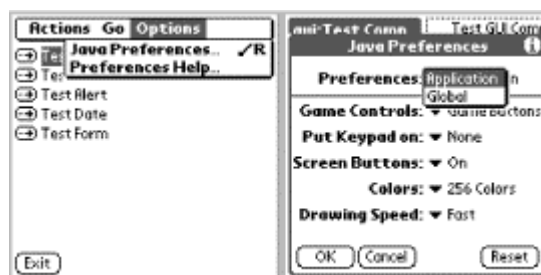 Actions Go Options
Java Preferences.. /R
Preferences Help..
Test Alert
Test Date
Test Form
Exit
Test GUI Com
Java Preferences i
Preferences: Application
Global
Game Controls:
Put Keypad on: None
Screen Buttons: On
Colors: 256 Colors
Drawing Speed: Fast
OK Cancel Reset